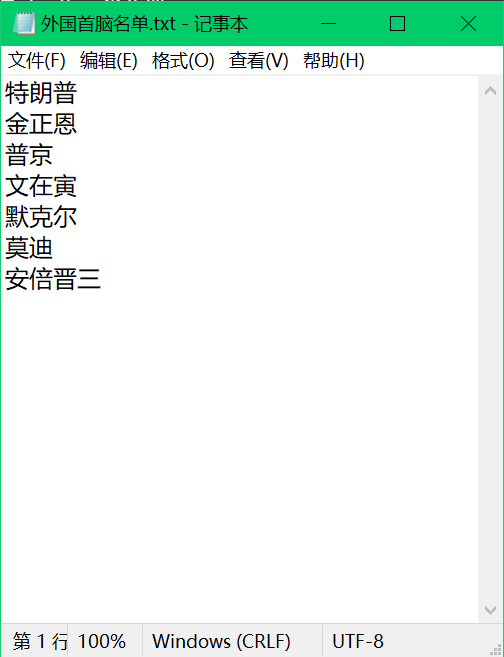 外国首脑名单.txt - 记事本
文件(F) 编辑(E) 格式(O) 查看(V) 帮助(H)
特朗普
金正恩
普京
文在寅
默克尔
莫迪
安倍晋三
第 1 行 100% Windows (CRLF) UTF-8